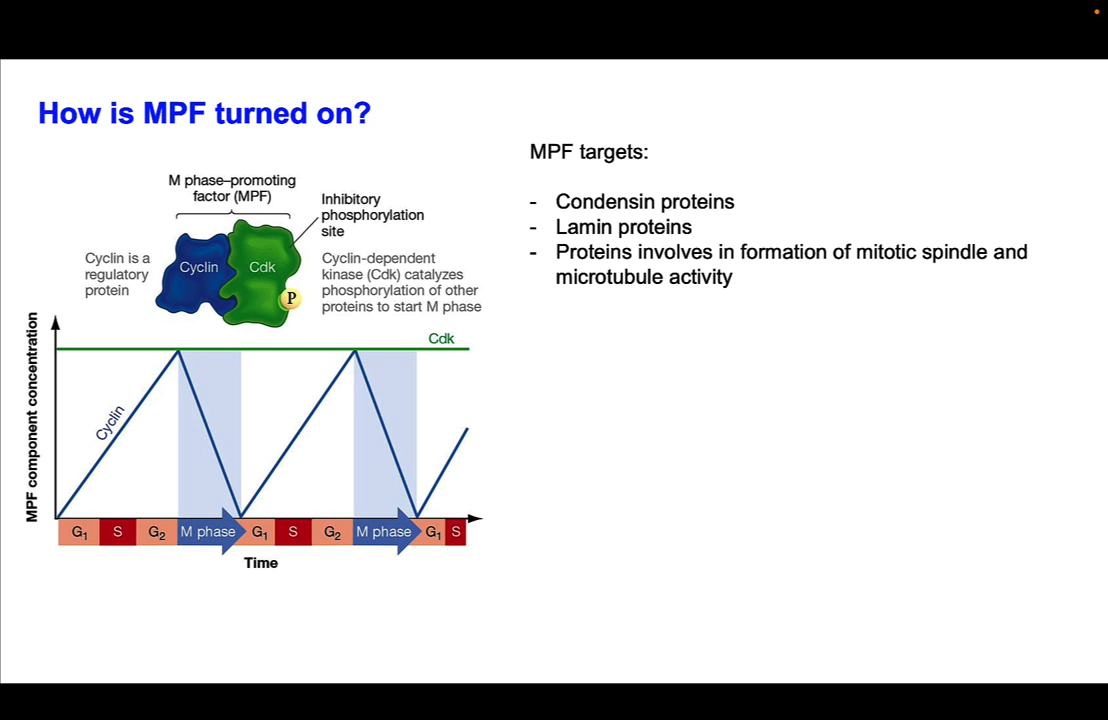 How is MPF turned on?
M phase–promoting
factor (MPF)
Inhibitory
phosphorylation
site
Cyclin is a
regulatory
protein
Cyclin
Cdk
P
Cyclin-dependent
kinase (Cdk) catalyzes
phosphorylation of other
proteins to start M phase
MPF component concentration
Cyclin
Cdk
G1 S G2 M phase G1 S G2 M phase G1 S
Time
MPF targets:
- Condensin proteins
- Lamin proteins
- Proteins involves in formation of mitotic spindle and
microtubule activity